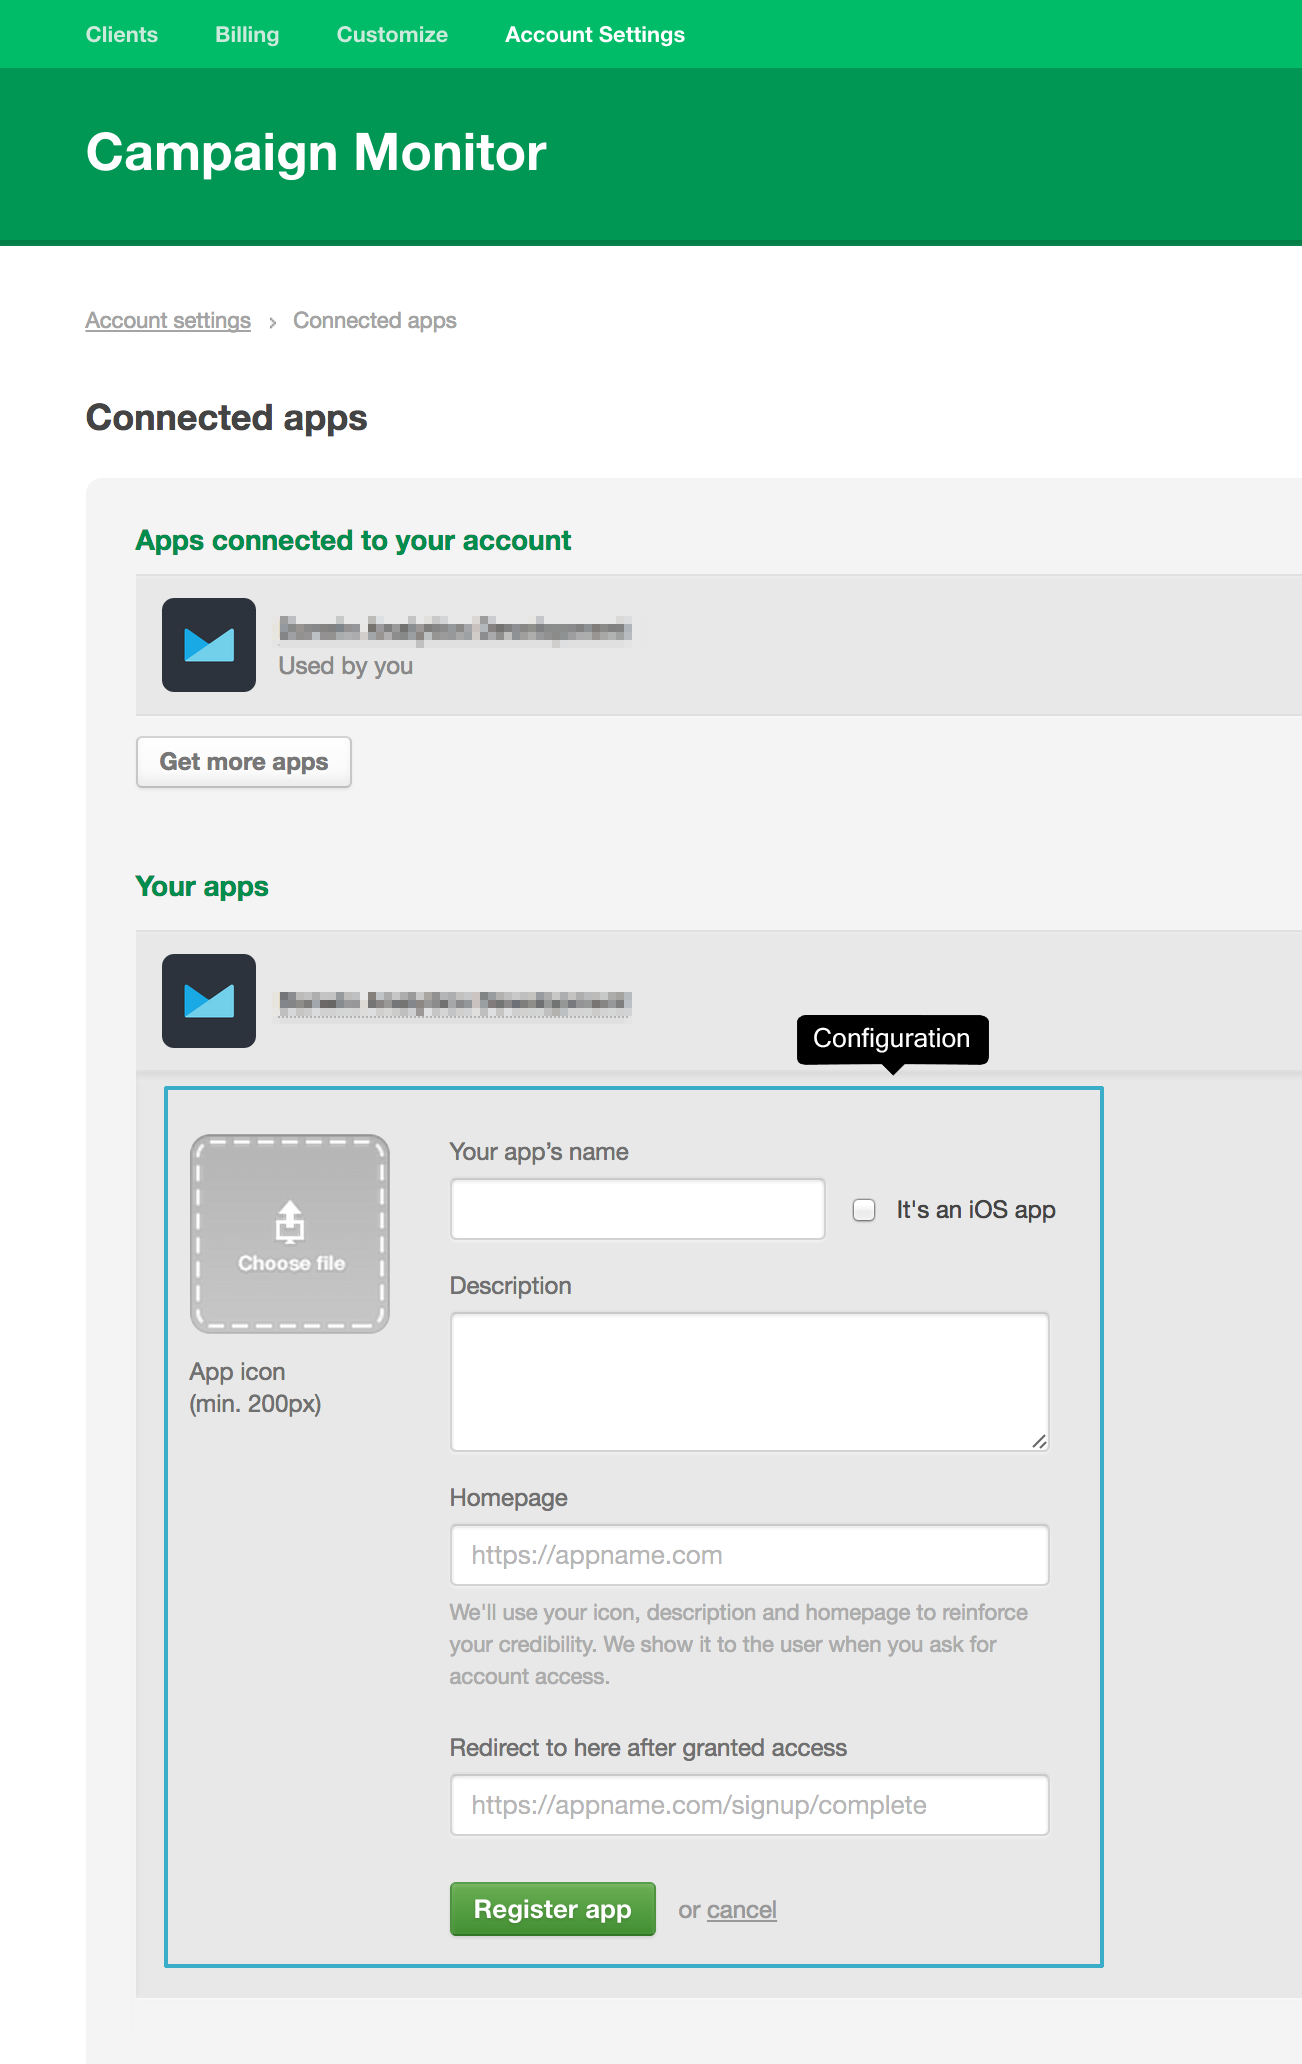 Clients Billing Customize Account Settings
Campaign Monitor
Account settings › Connected apps
Connected apps
Apps connected to your account
Used by you
Get more apps
Your apps
Configuration
Your app’s name
It's an iOS app
Choose file
Description
App icon
(min. 200px)
Homepage
https://appname.com
We'll use your icon, description and homepage to reinforce
your credibility. We show it to the user when you ask for
account access.
Redirect to here after granted access
https://appname.com/signup/complete
Register app or cancel